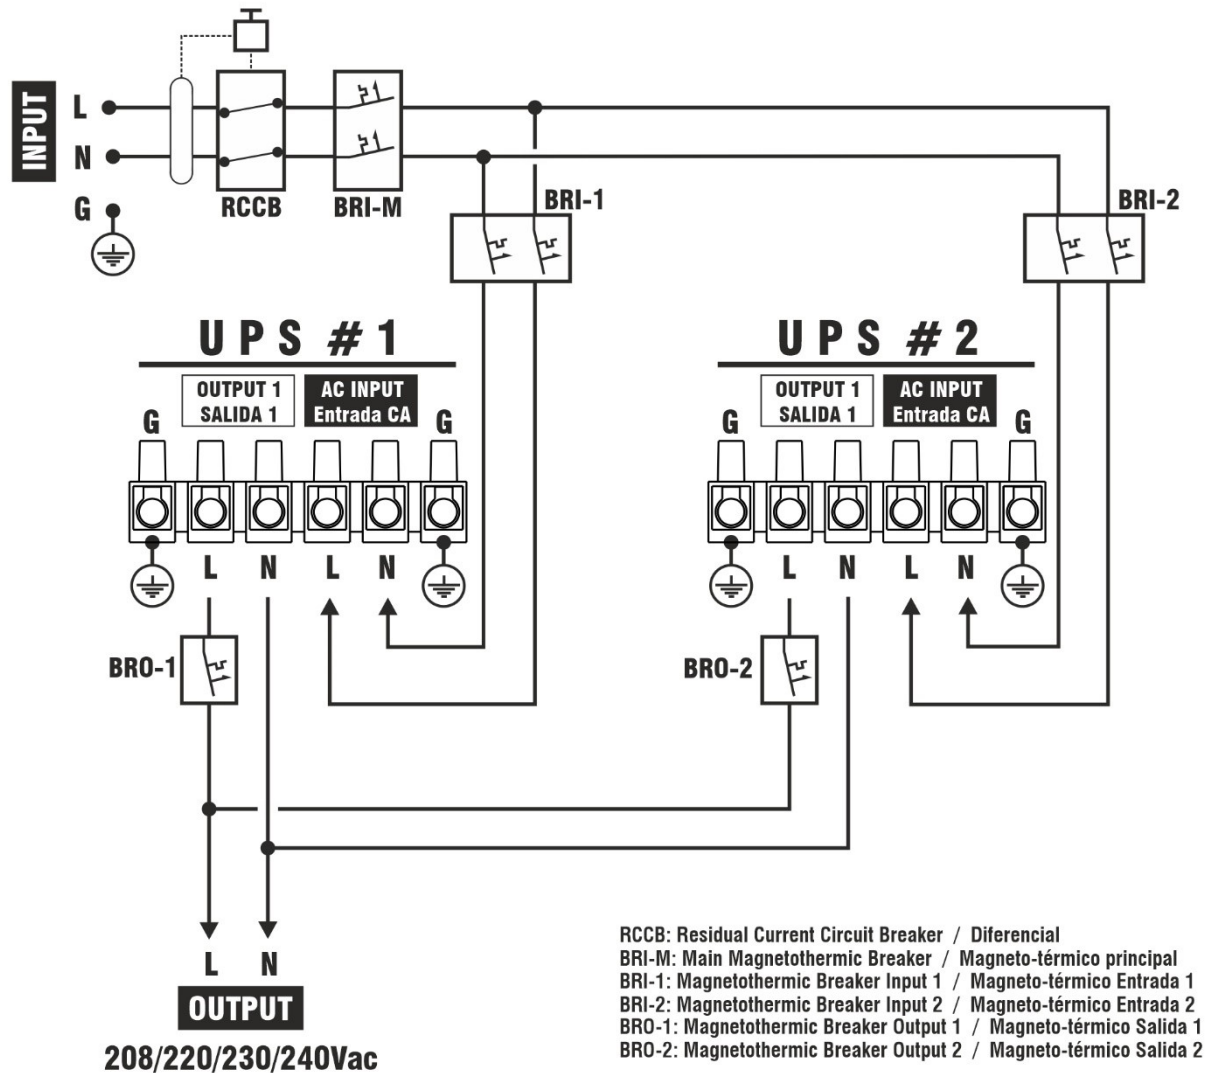 INPUT
L
N
G
RCCB
BRI-M
BRI-1
BRI-2
UPS #1
OUTPUT 1
SALIDA 1
AC INPUT
Entrada CA
G
G
L
N
L
N
BRO-1
UPS #2
OUTPUT 1
SALIDA 1
AC INPUT
Entrada CA
G
G
L
N
L
N
BRO-2
L
N
OUTPUT
208/220/230/240Vac
RCCB: Residual Current Circuit Breaker / Diferencial
BRI-M: Main Magnetothermic Breaker / Magneto-térmico principal
BRI-1: Magnetothermic Breaker Input 1 / Magneto-térmico Entrada 1
BRI-2: Magnetothermic Breaker Input 2 / Magneto-térmico Entrada 2
BRO-1: Magnetothermic Breaker Output 1 / Magneto-térmico Salida 1
BRO-2: Magnetothermic Breaker Output 2 / Magneto-térmico Salida 2